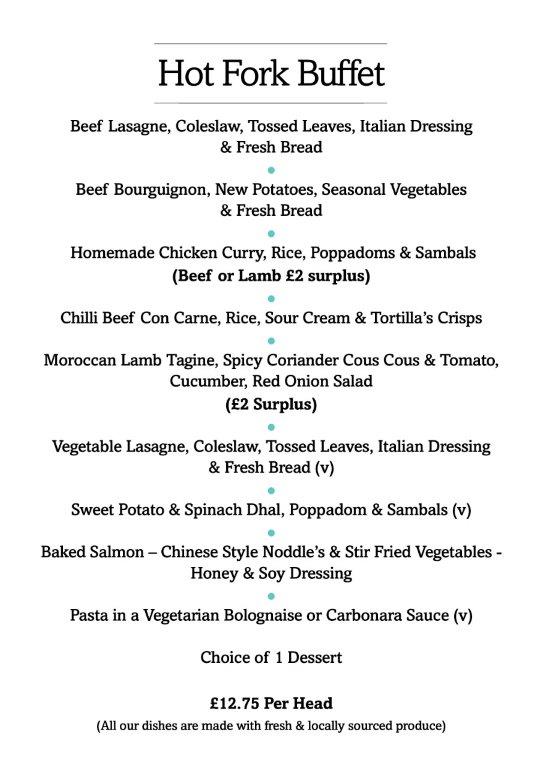 Hot Fork Buffet
Beef Lasagne, Coleslaw, Tossed Leaves, Italian Dressing
& Fresh Bread
Beef Bourguignon, New Potatoes, Seasonal Vegetables
& Fresh Bread
Homemade Chicken Curry, Rice, Poppadoms & Sambals
(Beef or Lamb £2 surplus)
Chilli Beef Con Carne, Rice, Sour Cream & Tortilla's Crisps
Moroccan Lamb Tagine, Spicy Coriander Cous Cous & Tomato,
Cucumber, Red Onion Salad
(£2 Surplus)
Vegetable Lasagne, Coleslaw, Tossed Leaves, Italian Dressing
& Fresh Bread (v)
Sweet Potato & Spinach Dhal, Poppadom & Sambals (v)
Baked Salmon – Chinese Style Noddle's & Stir Fried Vegetables -
Honey & Soy Dressing
Pasta in a Vegetarian Bolognaise or Carbonara Sauce (v)
Choice of 1 Dessert
£12.75 Per Head
(All our dishes are made with fresh & locally sourced produce)